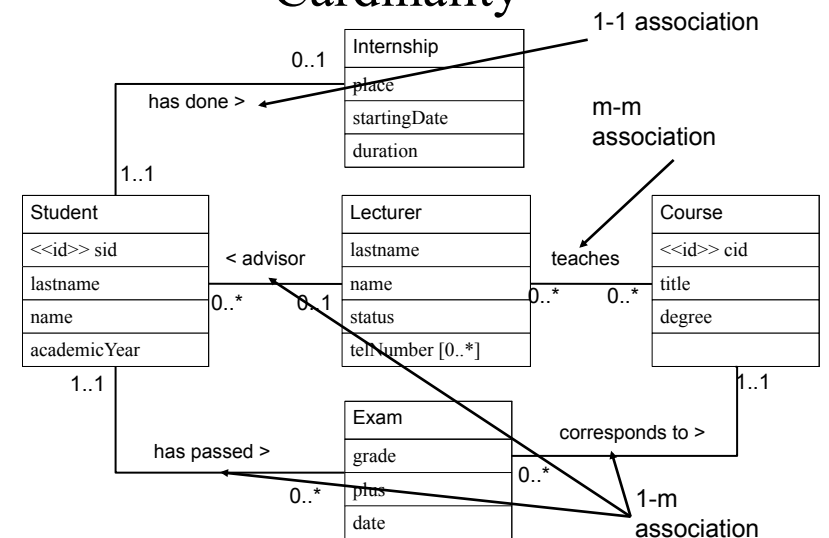 Cardinality
1-1 association
Internship
0..1
place
has done >
startingDate
m-m
association
duration
1..1
Student
Lecturer
Course
<<id>> sid
lastname
<<id>> cid
< advisor
teaches
lastname
name
title
0..*
0..1
0..*
0..*
name
status
degree
academicYear
telNumber [0..*]
1..1
1..1
Exam
corresponds to >
has passed >
grade
0..*
0..*
plus
1-m
association
date